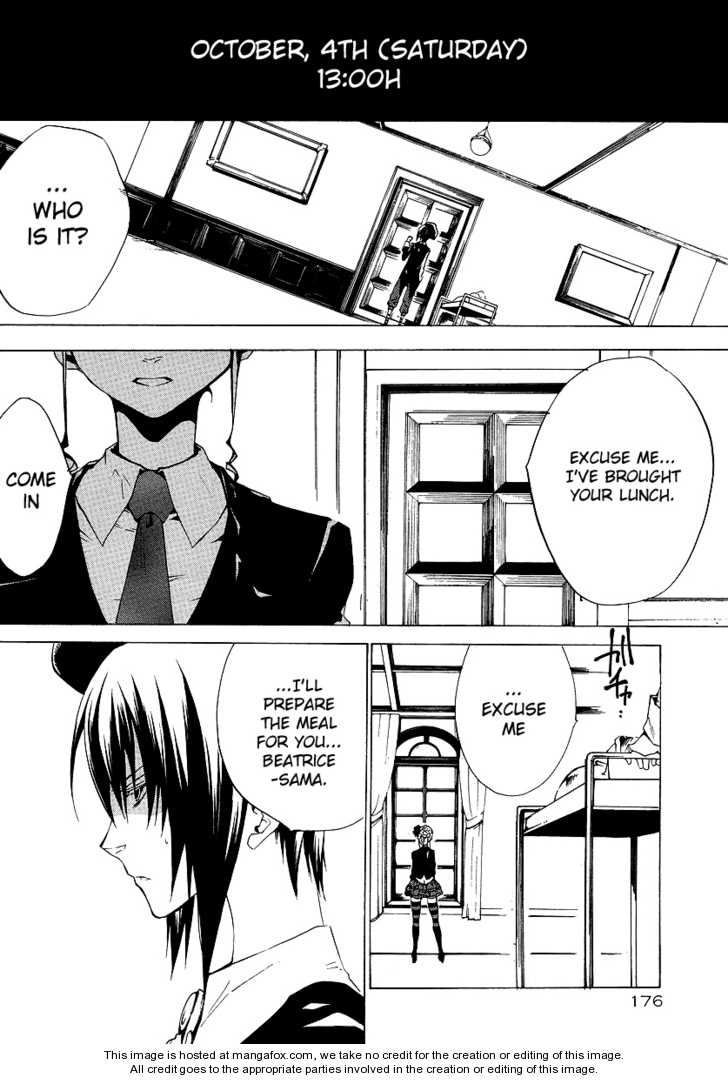 OCTOBER, 4TH (SATURDAY)
13:00H
...
WHO
IS IT?
EXCUSE ME...
I'VE BROUGHT
YOUR LUNCH.
COME
IN
ガチャ
...
EXCUSE
ME
...I'LL
PREPARE
THE MEAL
FOR YOU...
BEATRICE
-SAMA.
176
This image is hosted at mangafox.com, we take no credit for the creation or editing of this image.
All credit goes to the appropriate parties involved in the creation or editing of this image.